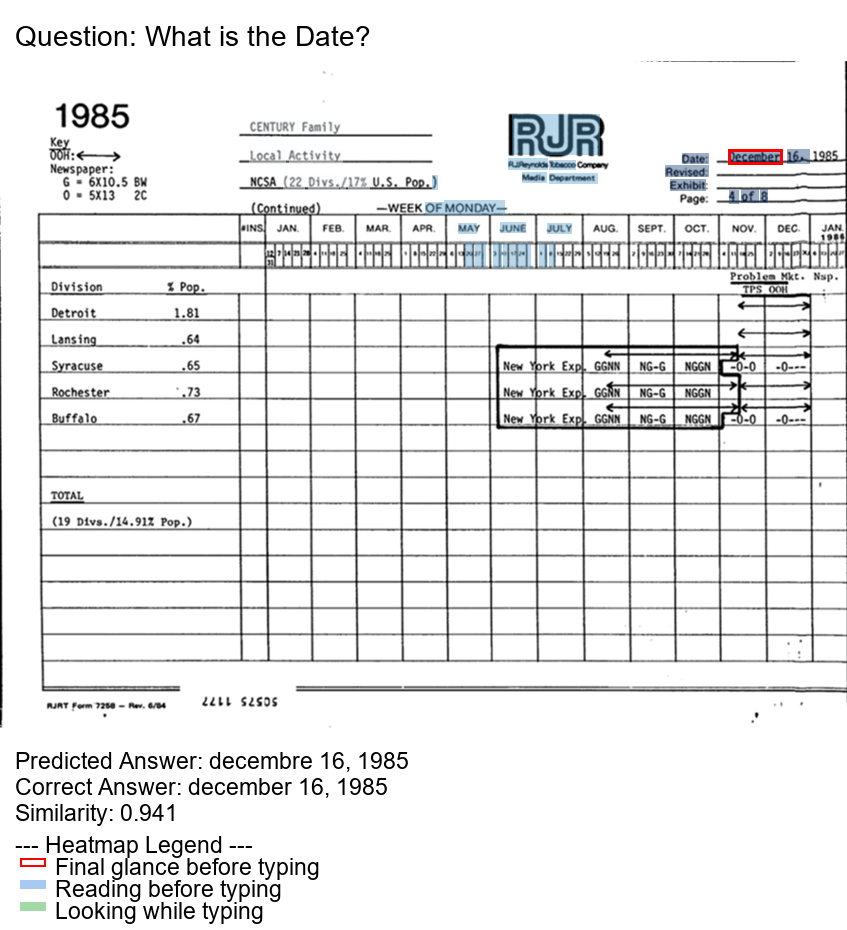 Question: What is the Date?
1985
CENTURY Family
Key
OOH:
Local Activity
RJR
RJReynolds Tobacco Company
Media Department
Date: December 16, 1985
Newspaper:
Revised:
G = 6X10.5 BW
NCSA (22 Divs./17% U.S. Pop.)
Exhibit:
O = 5X13 2C
Page: 4 of 8
(Continued)
—WEEK OF MONDAY—
#INS. JAN. FEB. MAR. APR. MAY JUNE JULY AUG. SEPT. OCT. NOV. DEC. JAN. 1986
Problem Mkt. Nsp.
Division % Pop. TPS OOH
Detroit 1.81
Lansing .64
Syracuse .65 New York Exp. GGNN NG-G NGGN -0-0 -0---
Rochester .73 New York Exp. GGNN NG-G NGGN
Buffalo .67 New York Exp. GGNN NG-G NGGN -0-0 -0---
TOTAL
(19 Divs./14.91% Pop.)
RJRT Form 7258 — Rev. 6/84
50575 1777
Predicted Answer: decembre 16, 1985
Correct Answer: december 16, 1985
Similarity: 0.941
--- Heatmap Legend ---
Final glance before typing
Reading before typing
Looking while typing